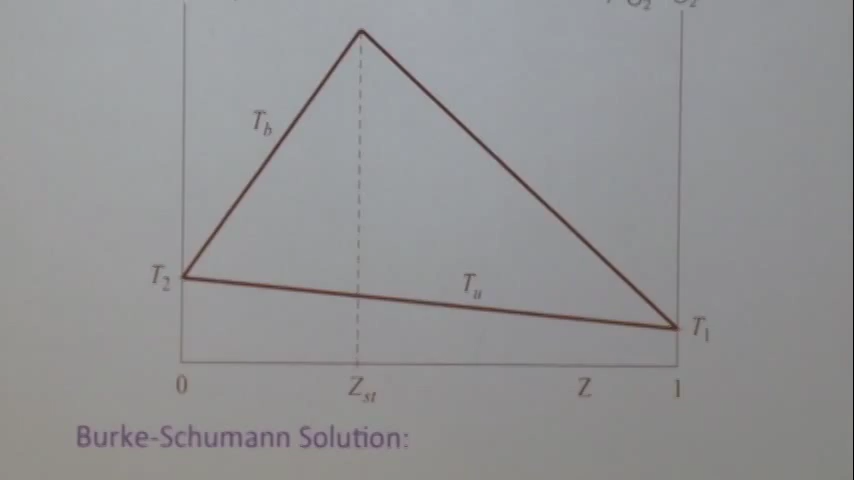 T_b
T_2
T_u
T_1
0 Z_st Z 1
Burke-Schumann Solution: